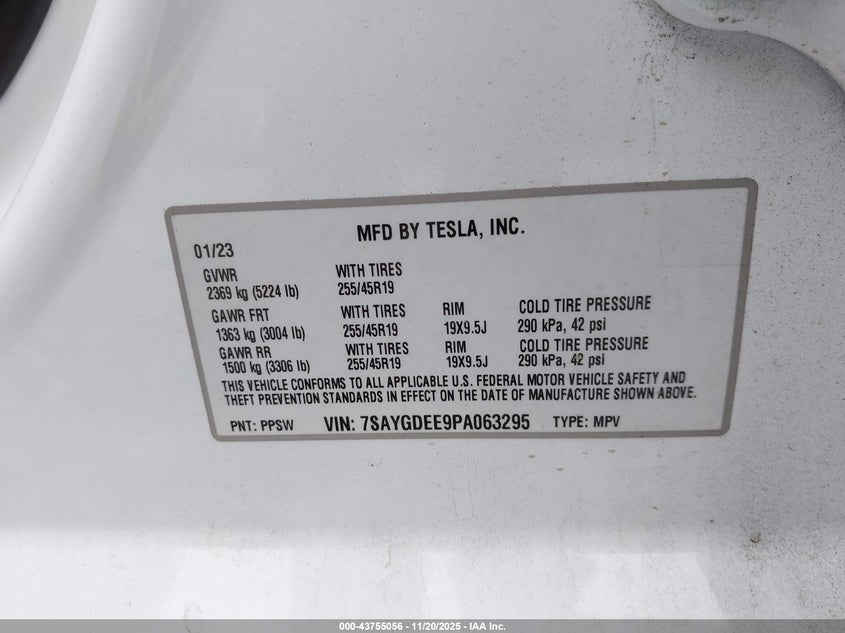 MFD BY TESLA, INC.
01/23
GVWR WITH TIRES
2369 kg (5224 lb) 255/45R19
GAWR FRT WITH TIRES RIM COLD TIRE PRESSURE
1363 kg (3004 lb) 255/45R19 19X9.5J 290 kPa, 42 psi
GAWR RR WITH TIRES RIM COLD TIRE PRESSURE
1500 kg (3306 lb) 255/45R19 19X9.5J 290 kPa, 42 psi
THIS VEHICLE CONFORMS TO ALL APPLICABLE U.S. FEDERAL MOTOR VEHICLE SAFETY AND
THEFT PREVENTION STANDARDS IN EFFECT ON THE DATE OF MANUFACTURE SHOWN ABOVE.
PNT: PPSW VIN: 7SAYGDEE9PA063295 TYPE: MPV
000-43755056 - 11/20/2025 - IAA Inc.